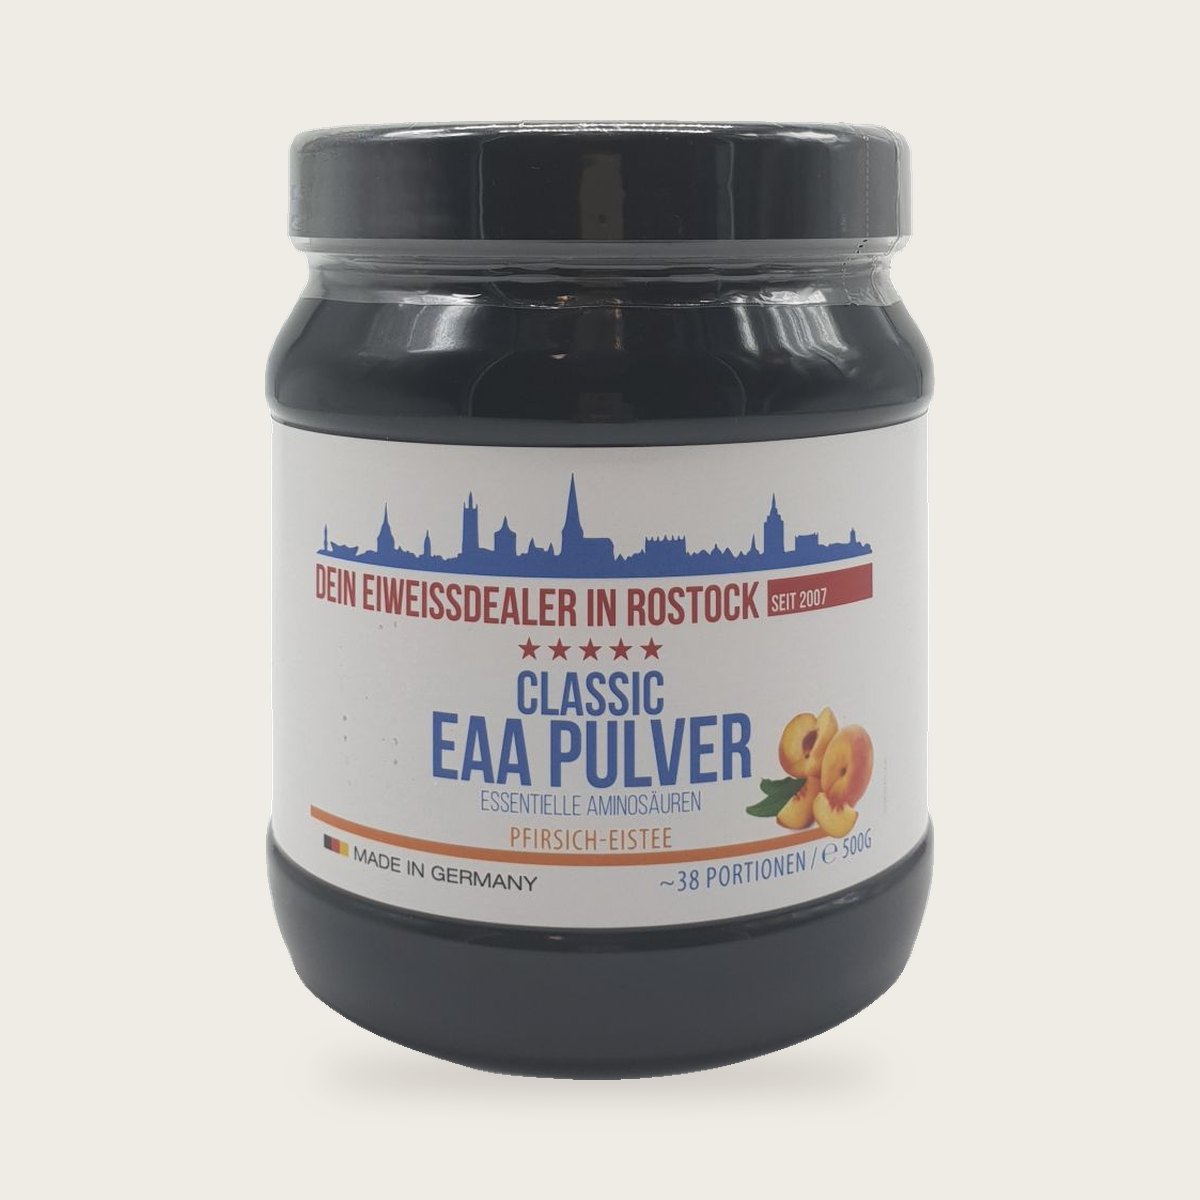 DEIN EIWEISSDEALER IN ROSTOCK SEIT 2007
CLASSIC
EAA PULVER
ESSENTIELLE AMINOSÄUREN
PFIRSICH-EISTEE
MADE IN GERMANY
~38 PORTIONEN / ℮ 500G